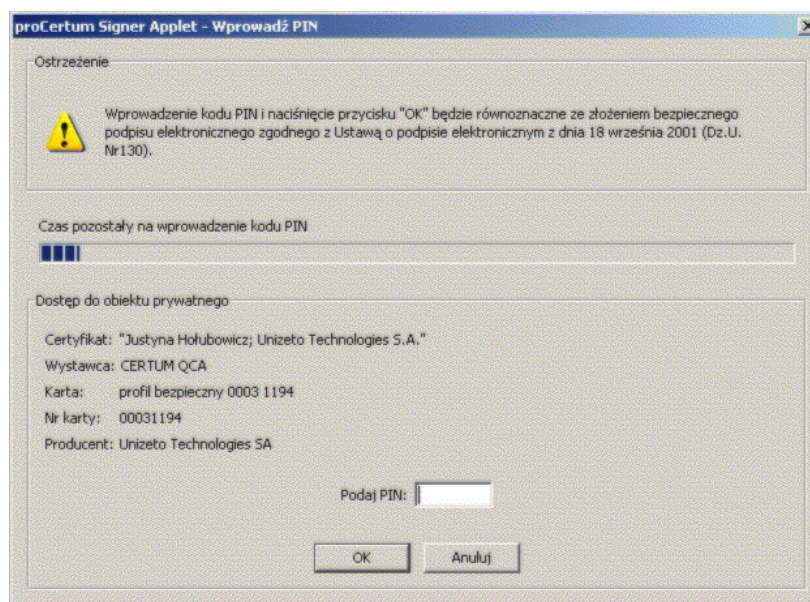 proCertum Signer Applet - Wprowadź PIN
Ostrzeżenie
Wprowadzenie kodu PIN i naciśnięcie przycisku "OK" będzie równoznaczne ze złożeniem bezpiecznego
podpisu elektronicznego zgodnego z Ustawą o podpisie elektronicznym z dnia 18 września 2001 (Dz.U.
Nr130).
Czas pozostały na wprowadzenie kodu PIN
Dostęp do obiektu prywatnego
Certyfikat: "Justyna Hołubowicz; Unizeto Technologies S.A."
Wystawca: CERTUM QCA
Karta: profil bezpieczny 0003 1194
Nr karty: 00031194
Producent: Unizeto Technologies SA
Podaj PIN:
OK Anuluj